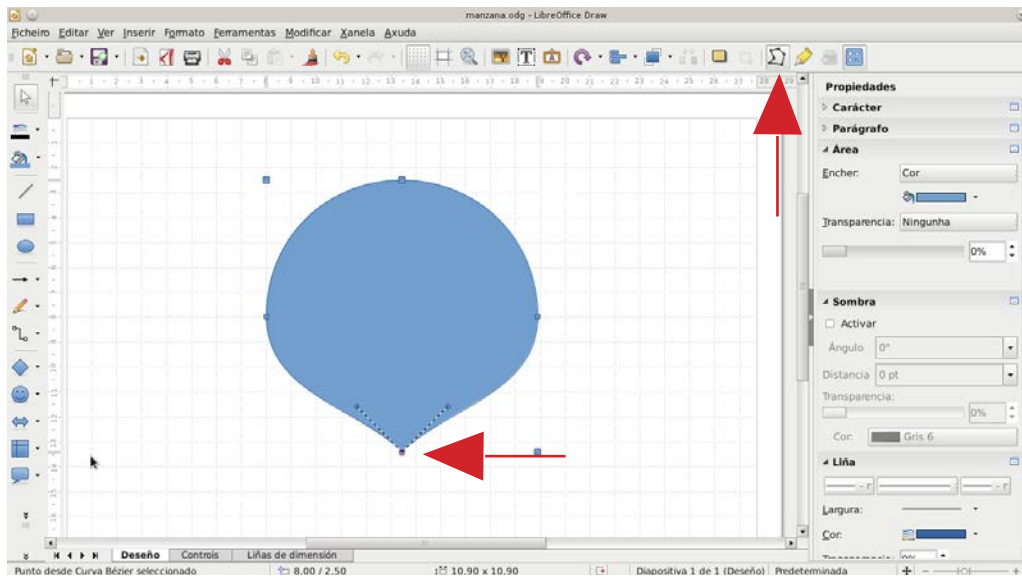 manzana.odg - LibreOffice Draw
Ficheiro Editar Ver Inserir Formato Ferramentas Modificar Xanela Axuda
Propiedades
Carácter
Parágrafo
Área
Encher: Cor
Transparencia: Ningunha
0%
Sombra
Activar
Ángulo 0°
Distancia 0 pt
Transparencia:
0%
Cor: Gris 6
Liña
Largura:
Cor:
Deseño Controis Liñas de dimensión
Punto desde Curva Bézier seleccionado 8,00 / 2,50 10,90 x 10,90 Diapositiva 1 de 1 (Deseño) Predeterminada